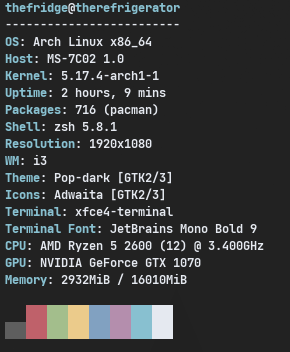 thefridge@therefrigerator
-------------------------
OS: Arch Linux x86_64
Host: MS-7C02 1.0
Kernel: 5.17.4-arch1-1
Uptime: 2 hours, 9 mins
Packages: 716 (pacman)
Shell: zsh 5.8.1
Resolution: 1920x1080
WM: i3
Theme: Pop-dark [GTK2/3]
Icons: Adwaita [GTK2/3]
Terminal: xfce4-terminal
Terminal Font: JetBrains Mono Bold 9
CPU: AMD Ryzen 5 2600 (12) @ 3.400GHz
GPU: NVIDIA GeForce GTX 1070
Memory: 2932MiB / 16010MiB